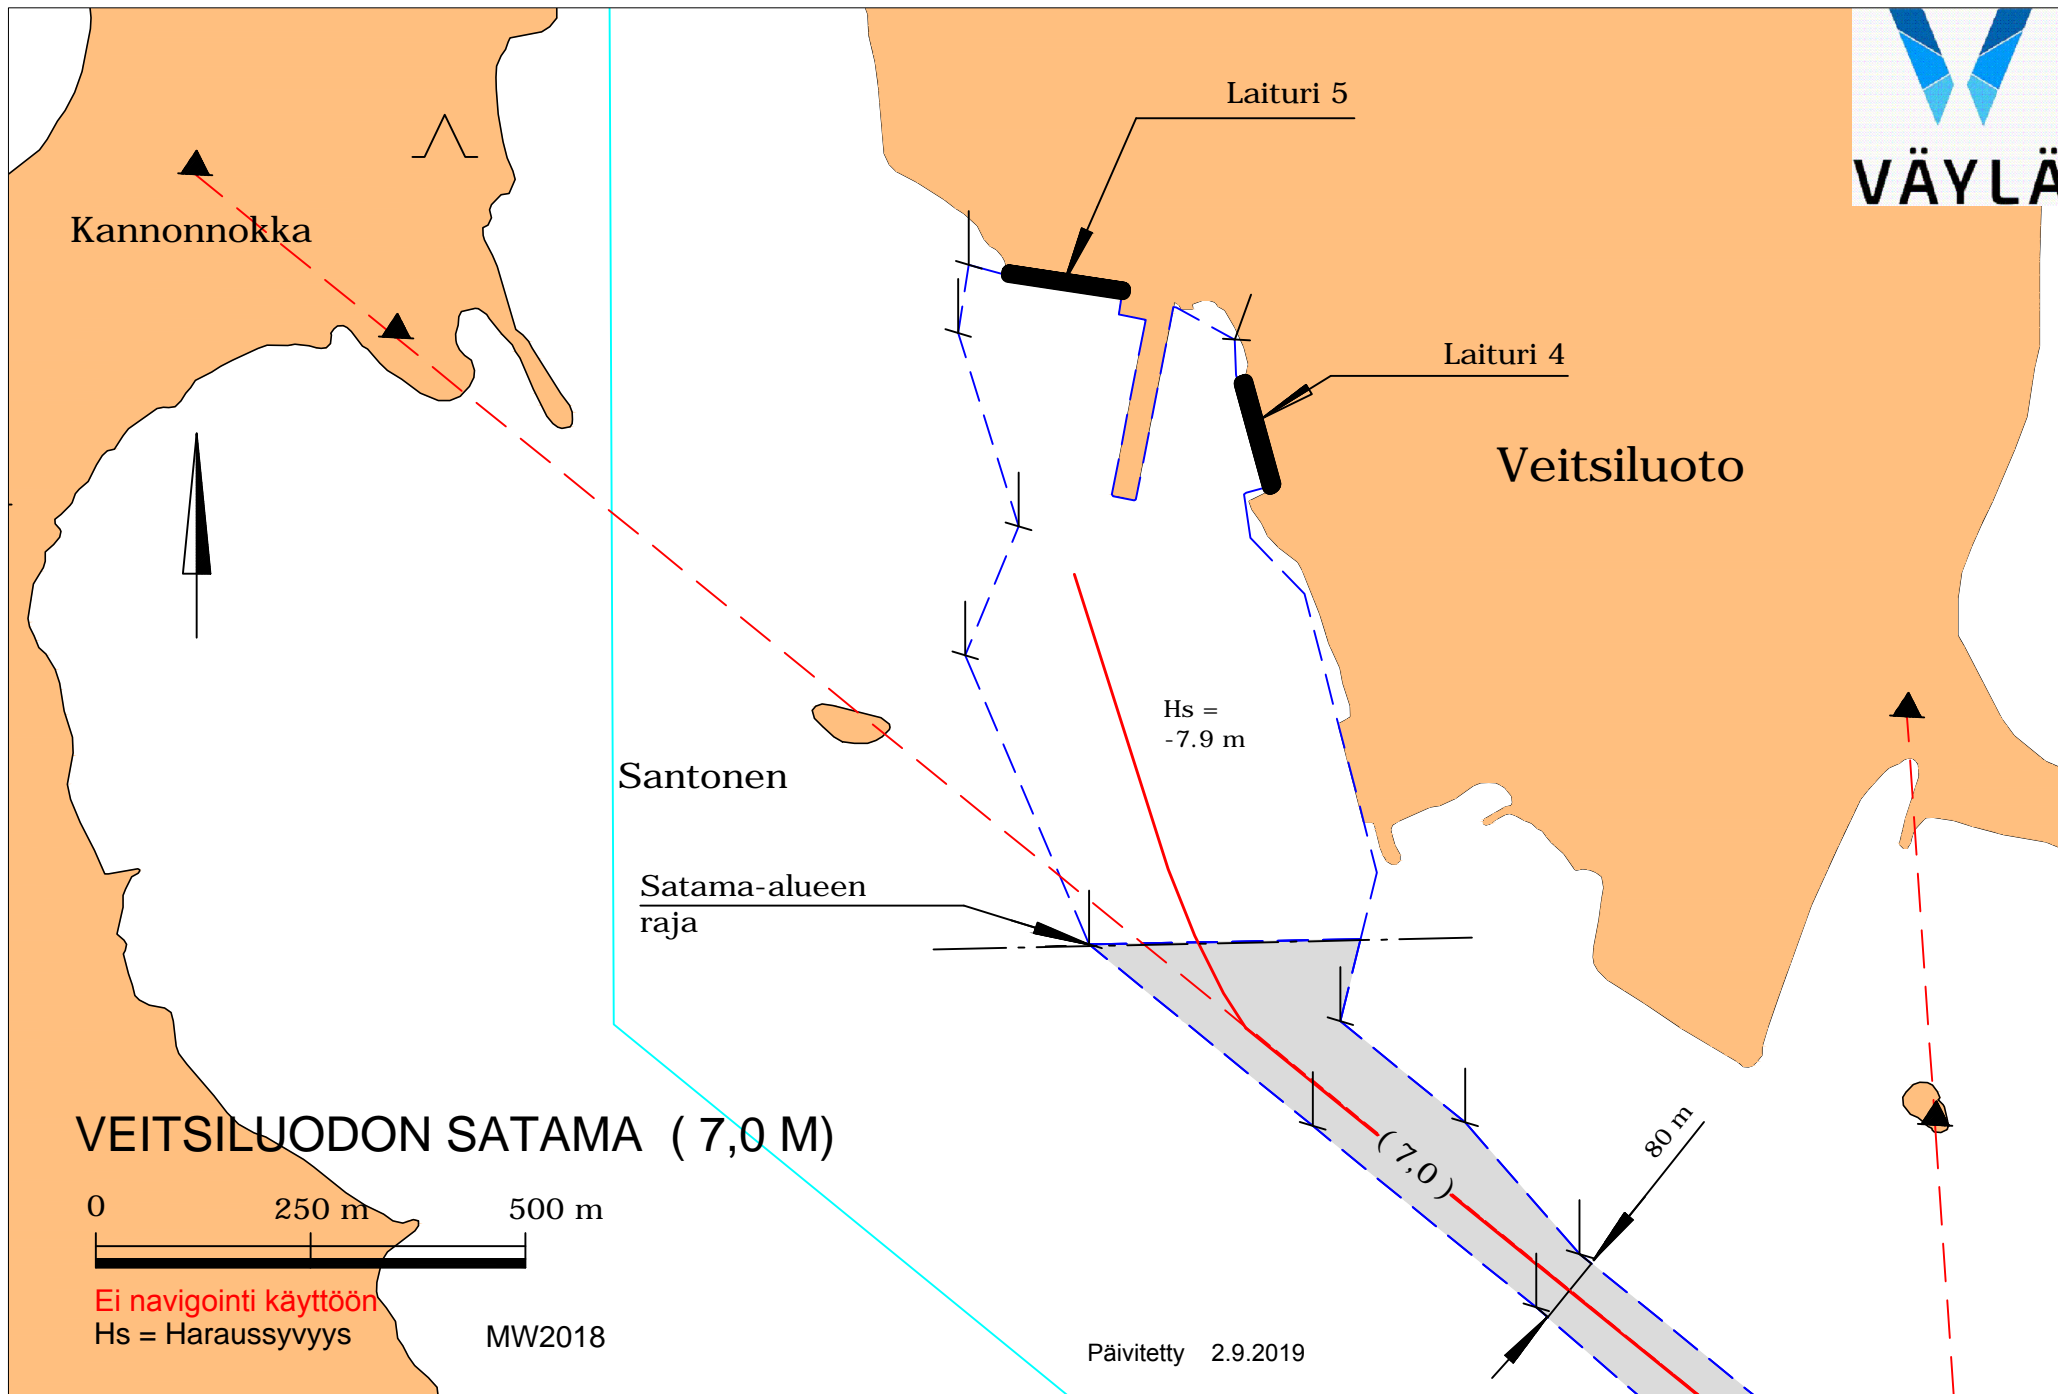 VÄYLÄ
Laituri 5
Kannonnokka
Laituri 4
Veitsiluoto
Hs =
-7.9 m
Santonen
Satama-alueen
raja
VEITSILUODON SATAMA ( 7,0 M)
( 7,0 )
80 m
0 250 m 500 m
Ei navigointi käyttöön
Hs = Haraussyvyys
MW2018
Päivitetty 2.9.2019